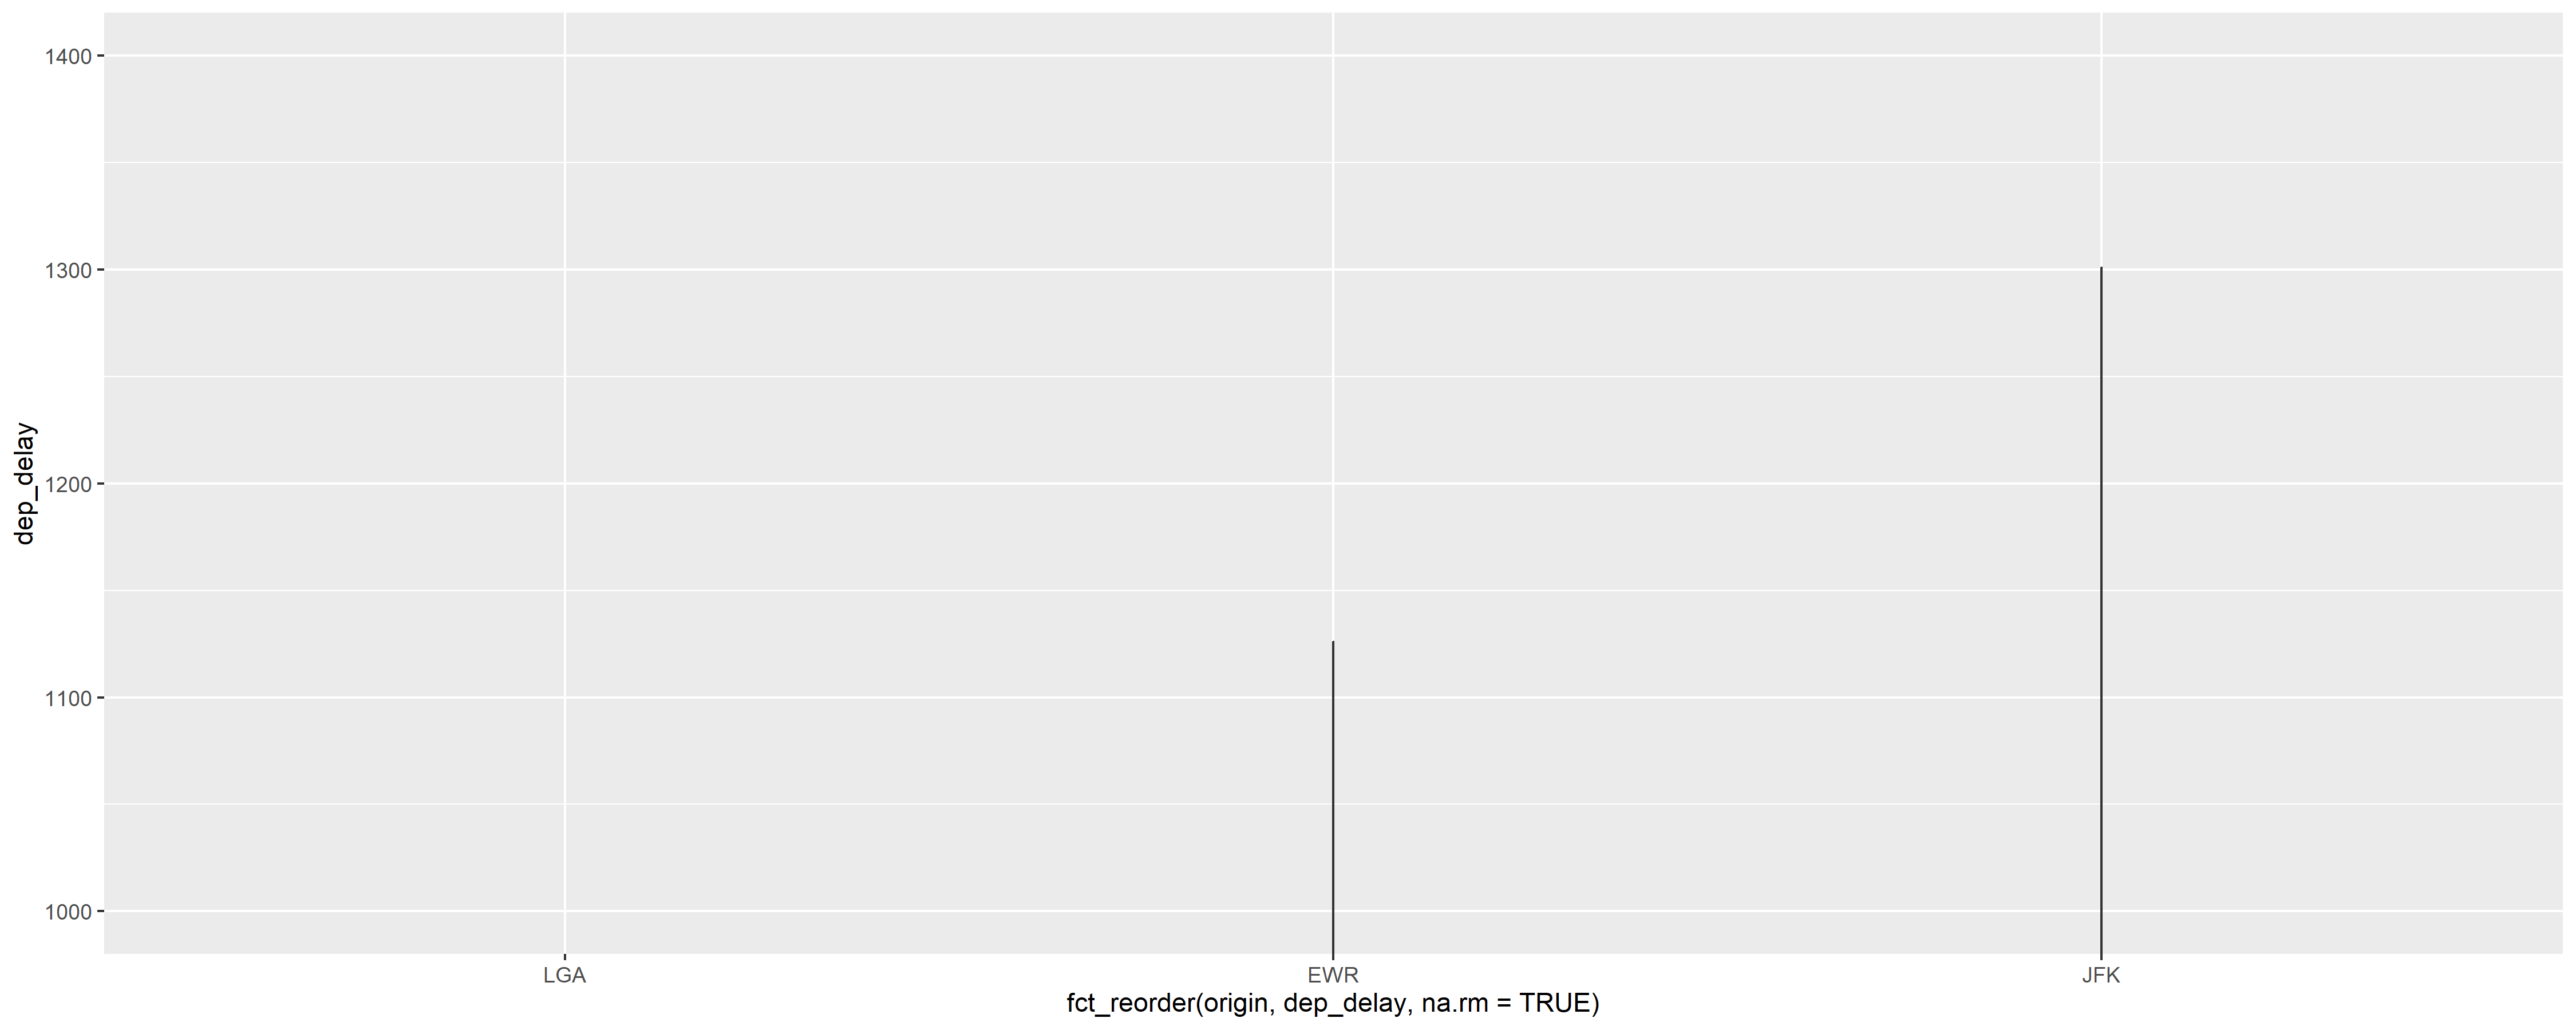 1400
1300
1200
1100
1000
dep_delay
LGA
EWR
JFK
fct_reorder(origin, dep_delay, na.rm = TRUE)